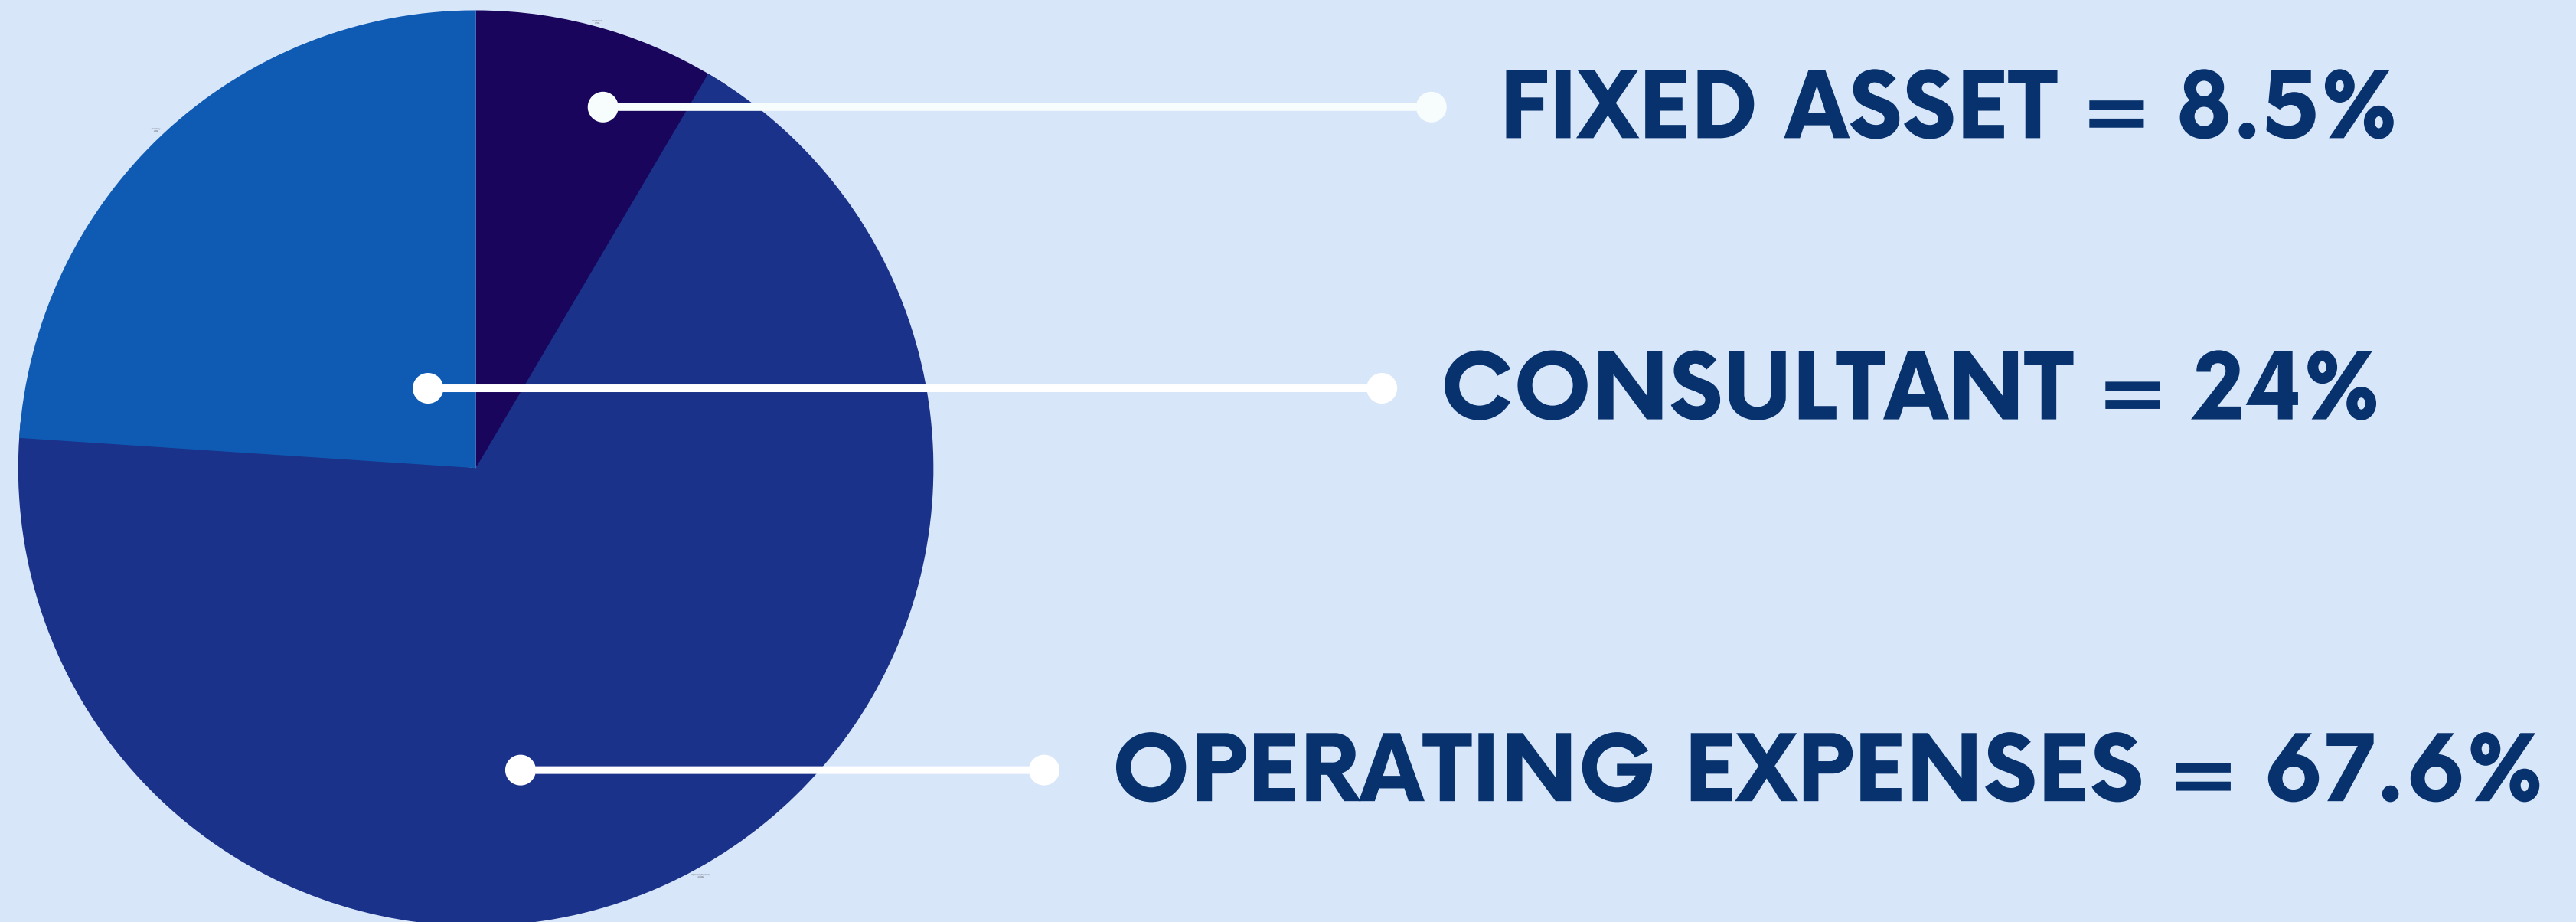 FIXED ASSET = 8.5%
CONSULTANT = 24%
OPERATING EXPENSES = 67.6%